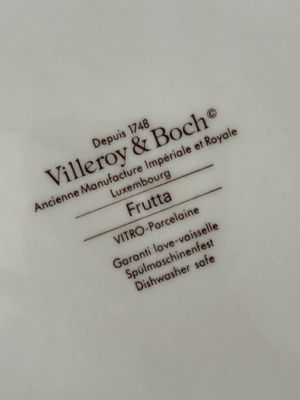 Depuis 1748
Villeroy & Boch©
Ancienne Manufacture Impériale et Royale
Luxembourg
Frutta
VITRO-Porcelaine
Garanti lave-vaisselle
Spülmaschinenfest
Dishwasher safe